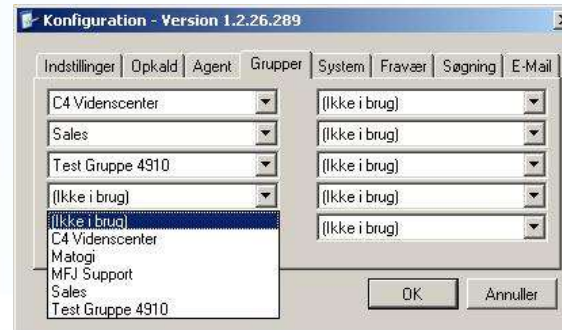 Konfiguration - Version 1.2.26.289
Indstillinger Opkald Agent Grupper System Fravær Søgning E-Mail
C4 Videnscenter
Sales
Test Gruppe 4910
(Ikke i brug)
(Ikke i brug)
C4 Videnscenter
Matogi
MFJ Support
Sales
Test Gruppe 4910
(Ikke i brug)
(Ikke i brug)
(Ikke i brug)
(Ikke i brug)
(Ikke i brug)
OK Annuller